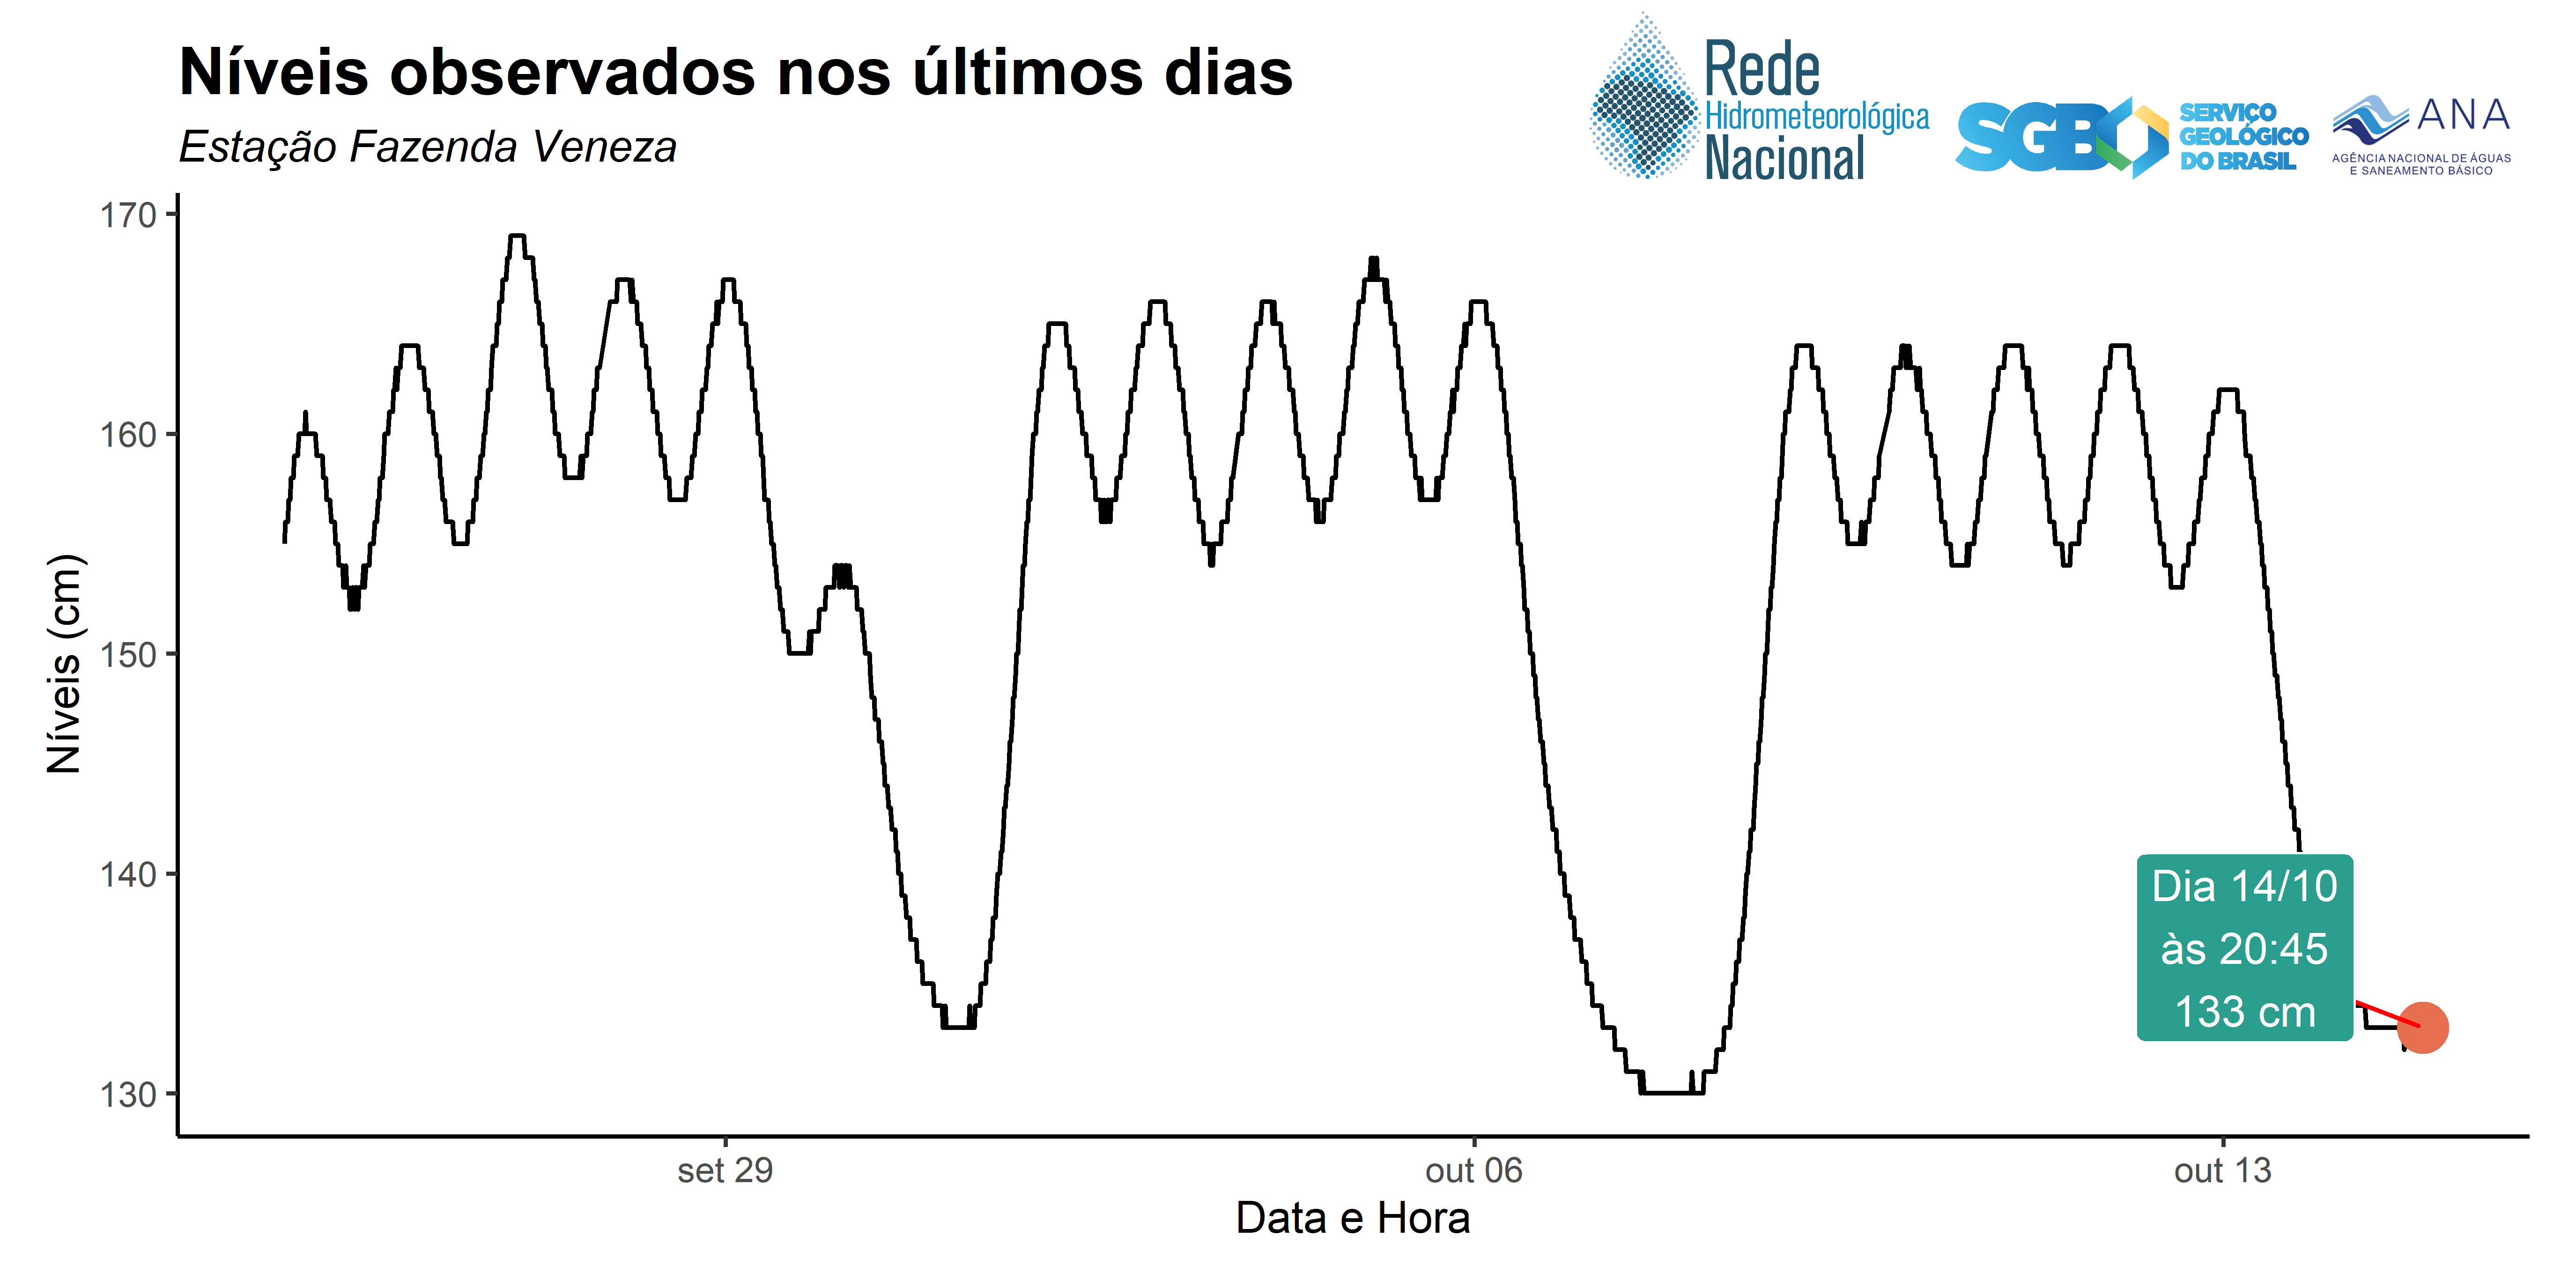 Níveis observados nos últimos dias
Estação Fazenda Veneza
Rede
Hidrometeorológica
Nacional
SGB
SERVIÇO
GEOLÓGICO
DO BRASIL
ANA
AGÊNCIA NACIONAL DE ÁGUAS
E SANEAMENTO BÁSICO
170
160
150
140
130
Níveis (cm)
Dia 14/10
às 20:45
133 cm
set 29
out 06
out 13
Data e Hora